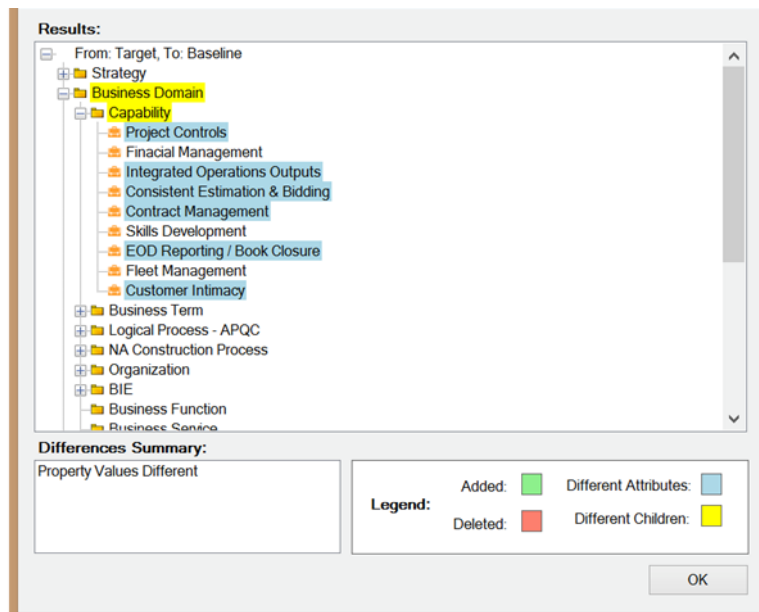 Results:
From: Target, To: Baseline
Strategy
Business Domain
Capability
Project Controls
Finacial Management
Integrated Operations Outputs
Consistent Estimation & Bidding
Contract Management
Skills Development
EOD Reporting / Book Closure
Fleet Management
Customer Intimacy
Business Term
Logical Process - APQC
NA Construction Process
Organization
BIE
Business Function
Business Service
Differences Summary:
Property Values Different
Legend:
Added:
Different Attributes:
Deleted:
Different Children:
OK